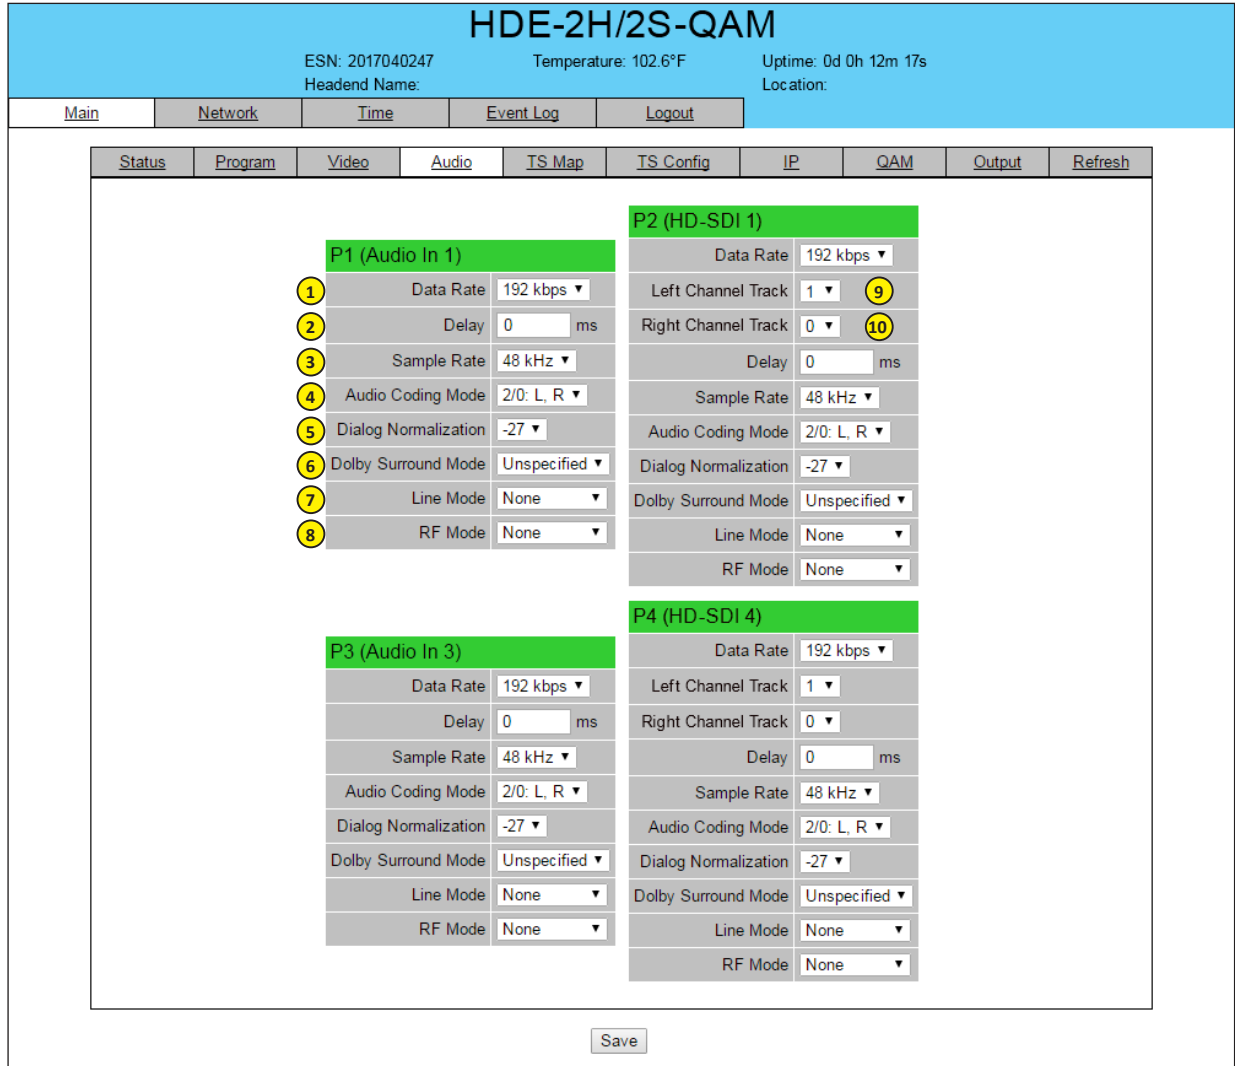 HDE-2H/2S-QAM
ESN: 2017040247 Temperature: 102.6°F Uptime: 0d 0h 12m 17s
Headend Name: Location:
Main Network Time Event Log Logout
Status Program Video Audio TS Map TS Config IP QAM Output Refresh
P1 (Audio In 1)
1 Data Rate 192 kbps
2 Delay 0 ms
3 Sample Rate 48 kHz
4 Audio Coding Mode 2/0: L, R
5 Dialog Normalization -27
6 Dolby Surround Mode Unspecified
7 Line Mode None
8 RF Mode None
P2 (HD-SDI 1)
Data Rate 192 kbps
Left Channel Track 1 9
Right Channel Track 0 10
Delay 0 ms
Sample Rate 48 kHz
Audio Coding Mode 2/0: L, R
Dialog Normalization -27
Dolby Surround Mode Unspecified
Line Mode None
RF Mode None
P3 (Audio In 3)
Data Rate 192 kbps
Delay 0 ms
Sample Rate 48 kHz
Audio Coding Mode 2/0: L, R
Dialog Normalization -27
Dolby Surround Mode Unspecified
Line Mode None
RF Mode None
P4 (HD-SDI 4)
Data Rate 192 kbps
Left Channel Track 1
Right Channel Track 0
Delay 0 ms
Sample Rate 48 kHz
Audio Coding Mode 2/0: L, R
Dialog Normalization -27
Dolby Surround Mode Unspecified
Line Mode None
RF Mode None
Save